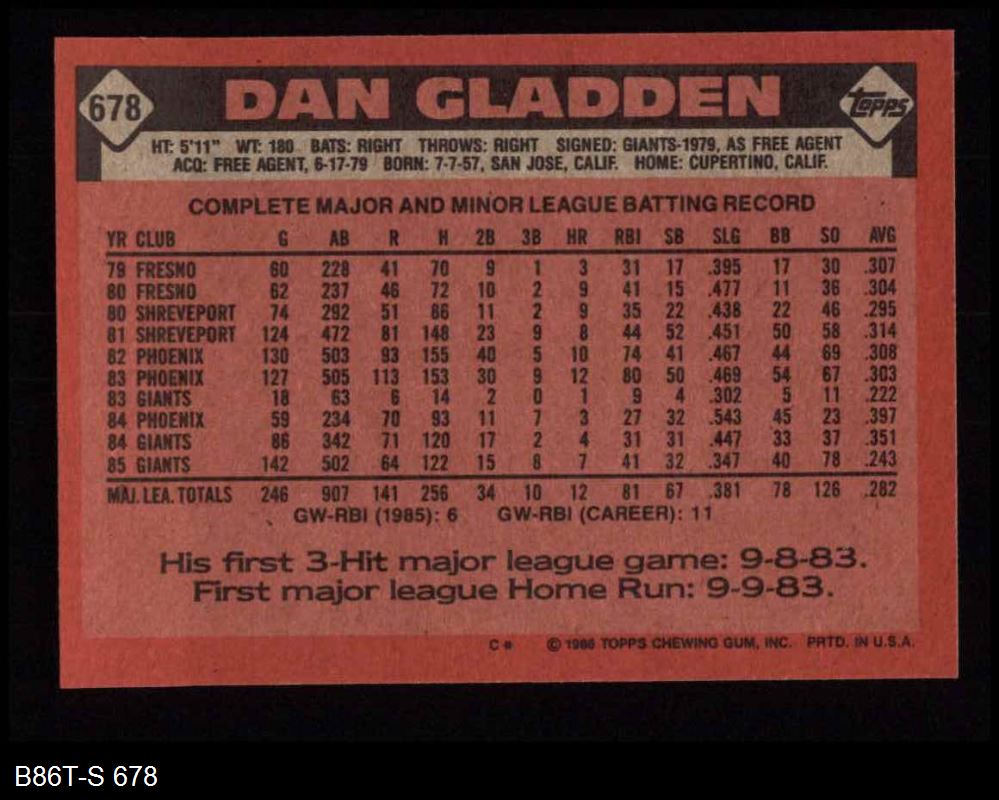 678
DAN GLADDEN
Topps
HT: 5'11" WT: 180 BATS: RIGHT THROWS: RIGHT SIGNED: GIANTS-1979, AS FREE AGENT
ACQ: FREE AGENT, 6-17-79 BORN: 7-7-57, SAN JOSE, CALIF. HOME: CUPERTINO, CALIF.
COMPLETE MAJOR AND MINOR LEAGUE BATTING RECORD
YR CLUB G AB R H 2B 3B HR RBI SB SLG BB SO AVG
79 FRESNO 60 228 41 70 9 1 3 31 17 .395 17 30 .307
80 FRESNO 62 237 46 72 10 2 9 41 15 .477 11 36 .304
80 SHREVEPORT 74 292 51 86 11 2 9 35 22 .438 22 46 .295
81 SHREVEPORT 124 472 81 148 23 9 8 44 52 .451 50 58 .314
82 PHOENIX 130 503 93 155 40 5 10 74 41 .467 44 69 .308
83 PHOENIX 127 505 113 153 30 9 12 80 50 .469 54 67 .303
83 GIANTS 18 63 6 14 2 0 1 9 4 .302 5 11 .222
84 PHOENIX 59 234 70 93 11 7 3 27 32 .543 45 23 .397
84 GIANTS 86 342 71 120 17 2 4 31 31 .447 33 37 .351
85 GIANTS 142 502 64 122 15 8 7 41 32 .347 40 78 .243
MAJ. LEA. TOTALS 246 907 141 256 34 10 12 81 67 .381 78 126 .282
GW-RBI (1985): 6 GW-RBI (CAREER): 11
His first 3-Hit major league game: 9-8-83.
First major league Home Run: 9-9-83.
C* © 1986 TOPPS CHEWING GUM, INC. PRTD. IN U.S.A.
B86T-S 678